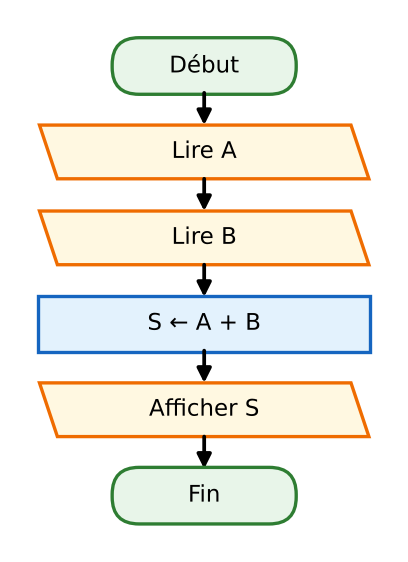 Début
Lire A
Lire B
S ← A + B
Afficher S
Fin